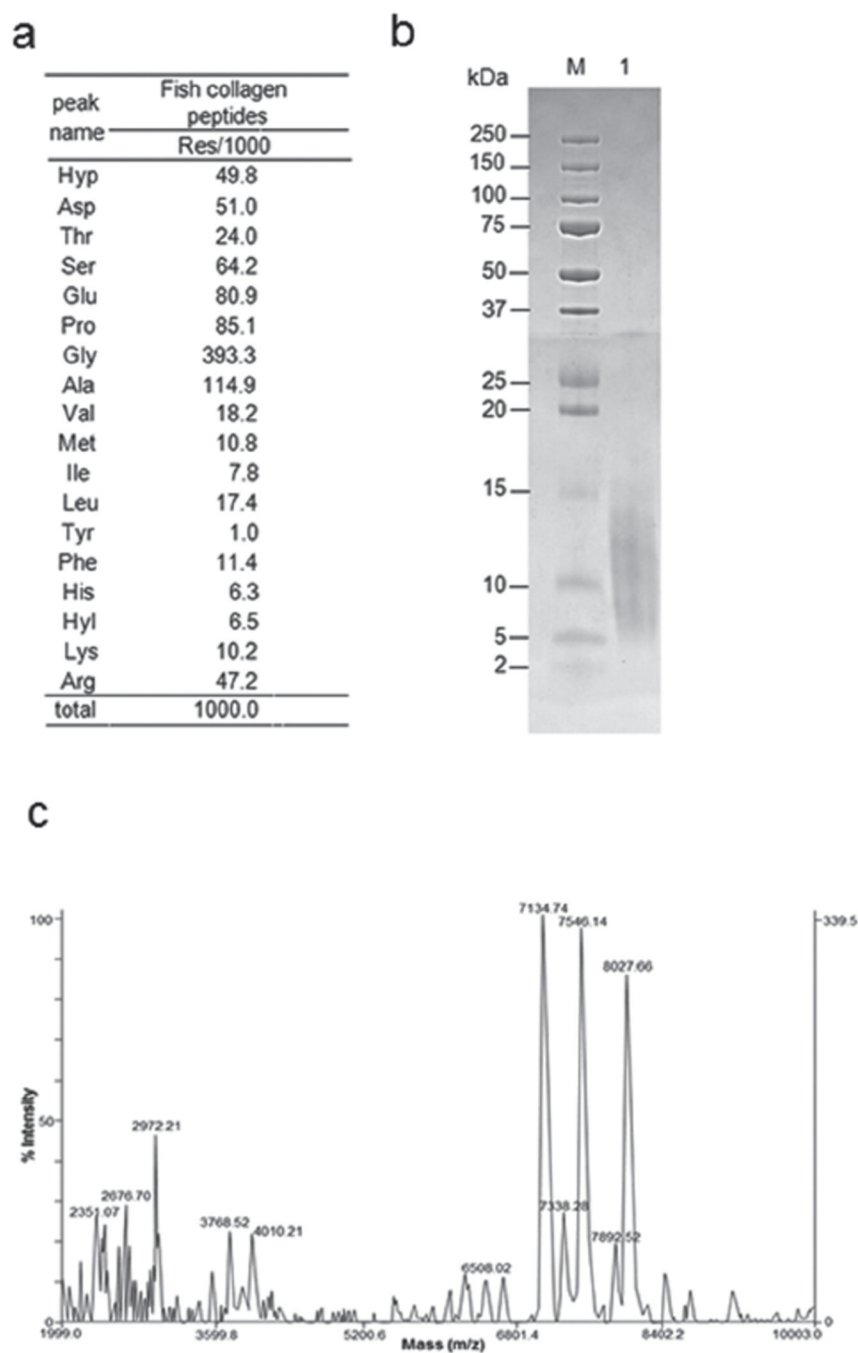 a
peak name
Fish collagen
peptides
Res/1000
Hyp 49.8
Asp 51.0
Thr 24.0
Ser 64.2
Glu 80.9
Pro 85.1
Gly 393.3
Ala 114.9
Val 18.2
Met 10.8
Ile 7.8
Leu 17.4
Tyr 1.0
Phe 11.4
His 6.3
Hyl 6.5
Lys 10.2
Arg 47.2
total 1000.0
b
kDa M 1
250
150
100
75
50
37
25
20
15
10
5
2
c
100
50
0
% Intensity
339.5
0
2351.07
2676.70
2972.21
3768.52
4010.21
6508.02
7134.74
7338.28
7546.14
7892.52
8027.66
1999.0 3599.8 5200.6 6801.4 8402.2 10003.0
Mass (m/z)